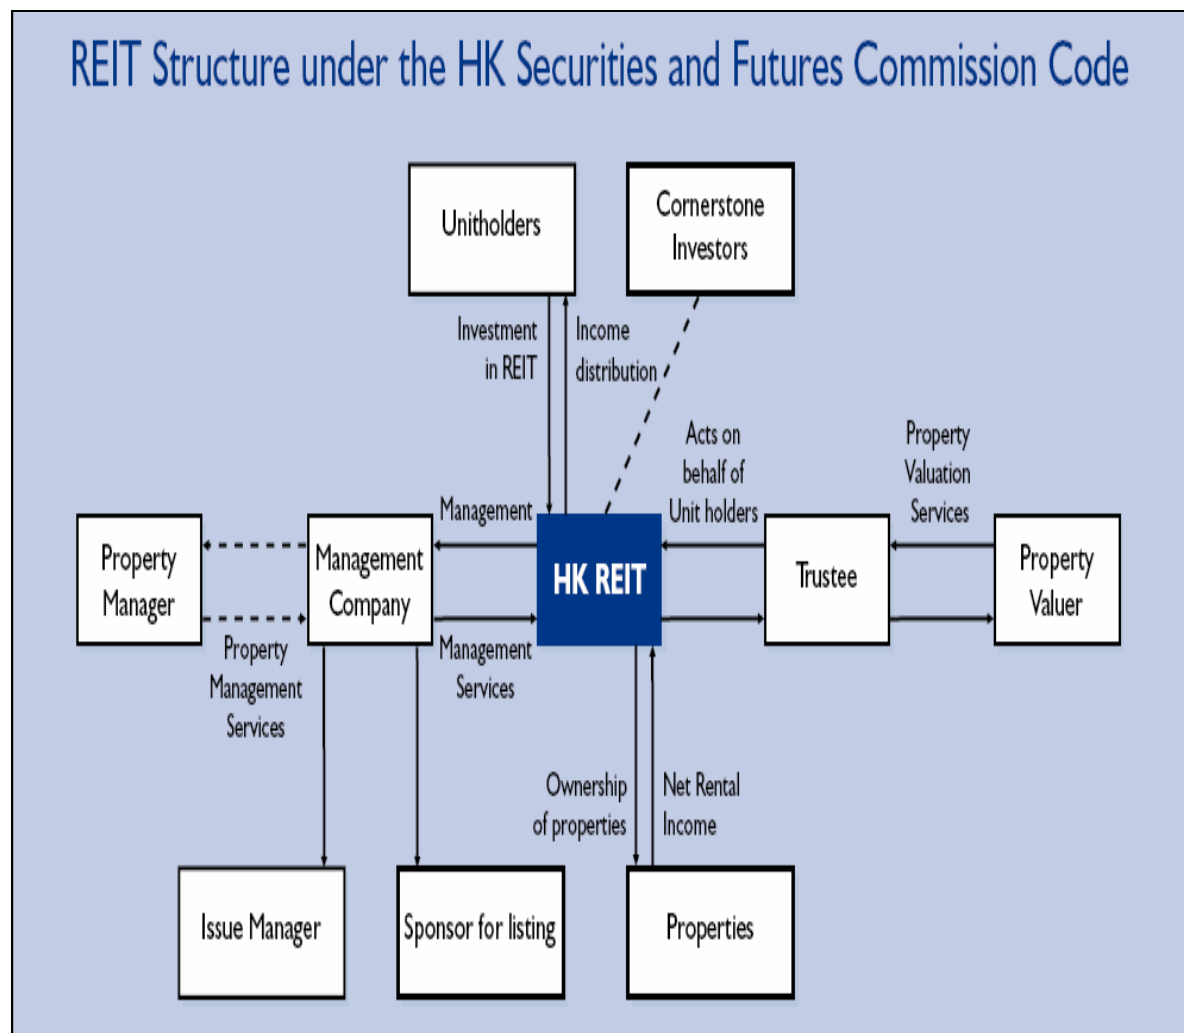 REIT Structure under the HK Securities and Futures Commission Code
Unitholders
Cornerstone
Investors
Investment
in REIT
Income
distribution
Acts on
behalf of
Unit holders
Property
Valuation
Services
Management
Property
Manager
Management
Company
HK REIT
Trustee
Property
Valuer
Property
Management
Services
Management
Services
Ownership
of properties
Net Rental
Income
Issue Manager
Sponsor for listing
Properties